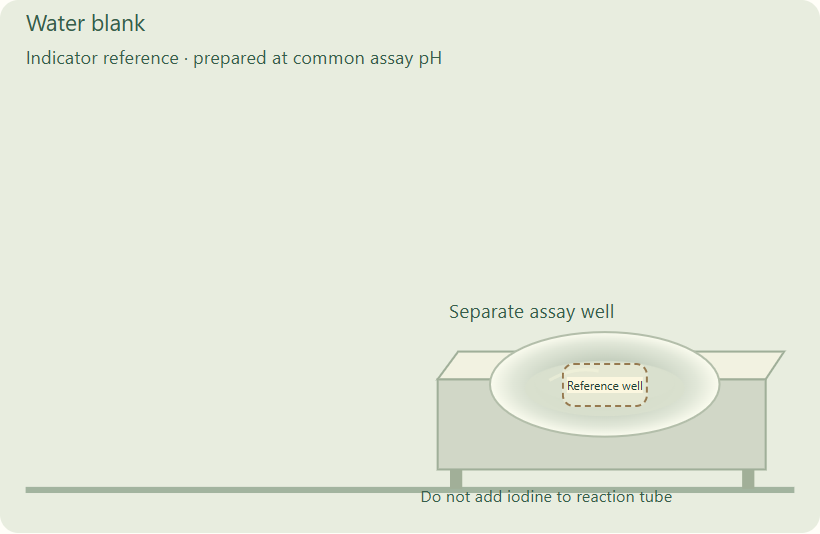 Water blank
Indicator reference · prepared at common assay pH
Separate assay well
Reference well
Do not add iodine to reaction tube